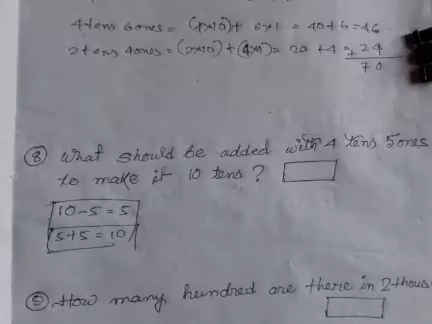 4 tens 6 ones = (4×10) + 6×1 = 40+6 = 46
2 tens 4 ones = (2×10) + (4×1) = 20 + 4 = + 24
70
⑧ What should be added with 4 tens 5 ones
to make it 10 tens?
10-5 = 5
5+5 = 10
⑨ How many hundred are there in 2 thous